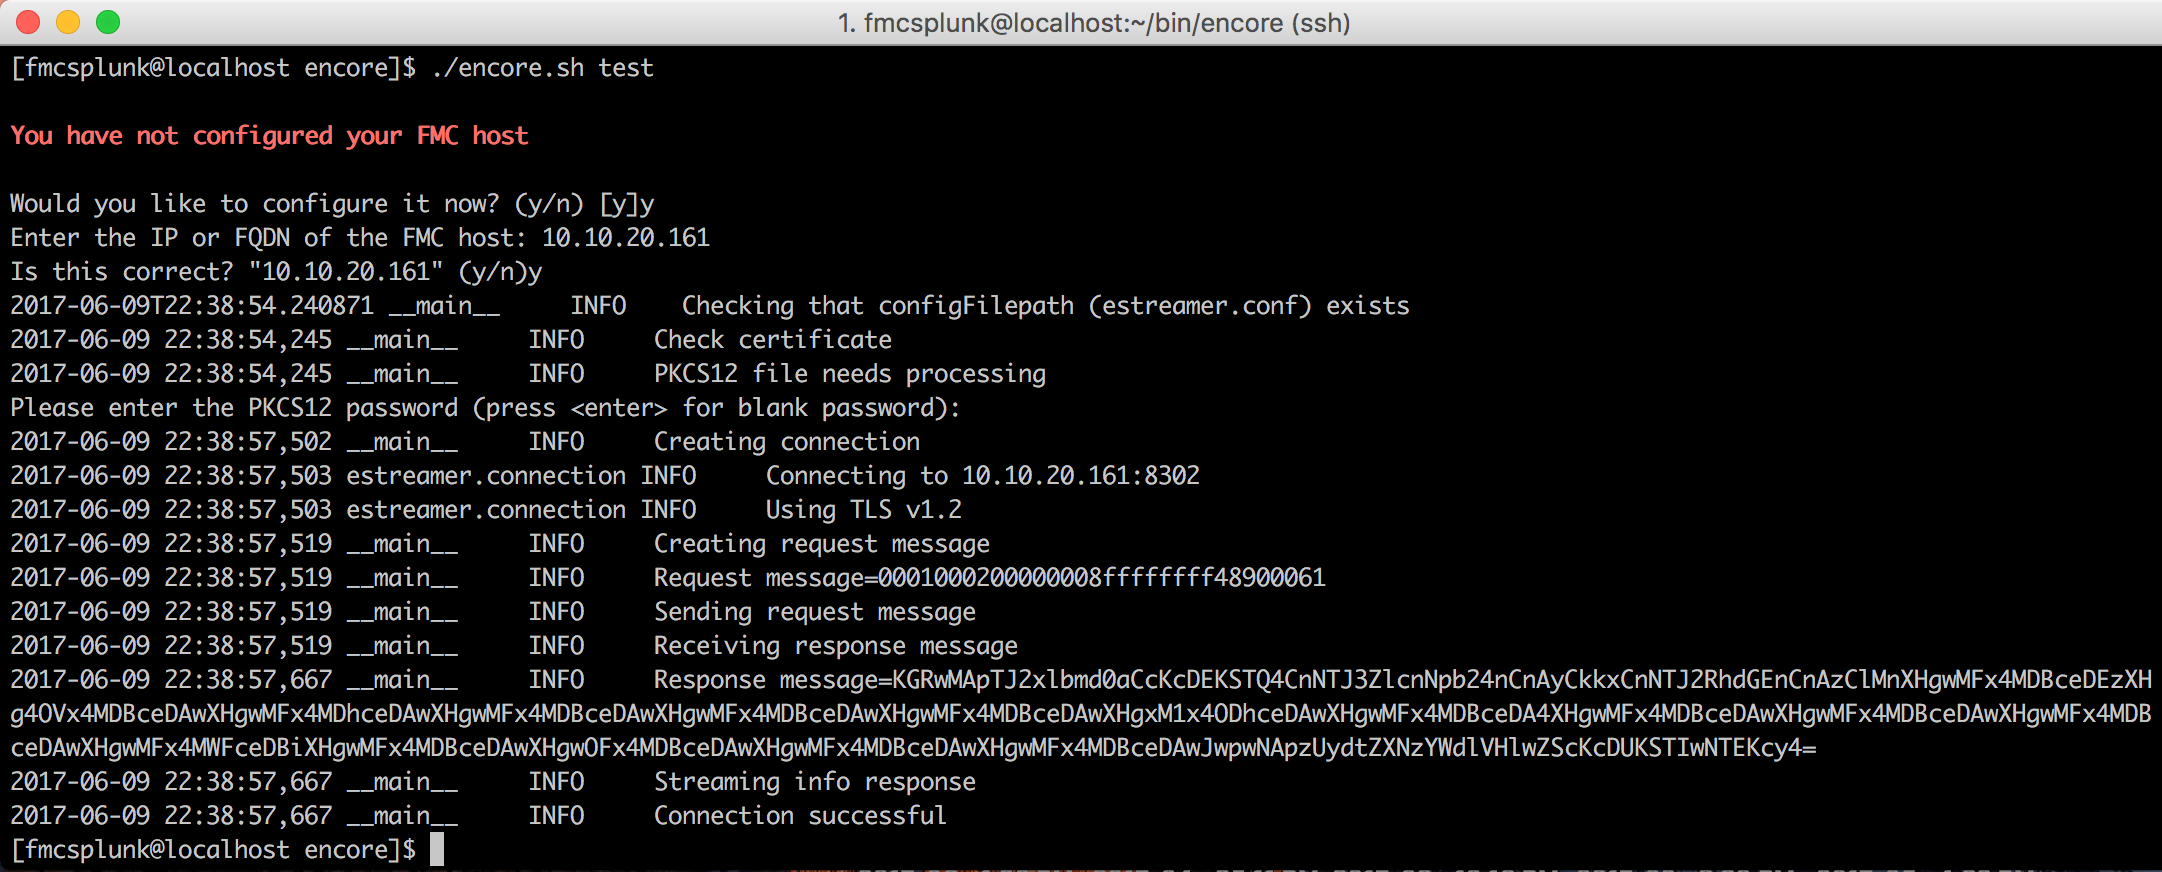 1. fmcsplunk@localhost:~/bin/encore (ssh)
[fmcsplunk@localhost encore]$ ./encore.sh test
You have not configured your FMC host
Would you like to configure it now? (y/n) [y]y
Enter the IP or FQDN of the FMC host: 10.10.20.161
Is this correct? "10.10.20.161" (y/n)y
2017-06-09T22:38:54.240871 __main__     INFO    Checking that configFilepath (estreamer.conf) exists
2017-06-09 22:38:54,245 __main__     INFO     Check certificate
2017-06-09 22:38:54,245 __main__     INFO     PKCS12 file needs processing
Please enter the PKCS12 password (press <enter> for blank password):
2017-06-09 22:38:57,502 __main__     INFO     Creating connection
2017-06-09 22:38:57,503 estreamer.connection INFO     Connecting to 10.10.20.161:8302
2017-06-09 22:38:57,503 estreamer.connection INFO     Using TLS v1.2
2017-06-09 22:38:57,519 __main__     INFO     Creating request message
2017-06-09 22:38:57,519 __main__     INFO     Request message=0001000200000008ffffffff48900061
2017-06-09 22:38:57,519 __main__     INFO     Sending request message
2017-06-09 22:38:57,519 __main__     INFO     Receiving response message
2017-06-09 22:38:57,667 __main__     INFO     Response message=KGRwMApTJ2xlbmd0aCcKcDEKSTQ4CnNTJ3ZlcnNpb24nCnAyCkkxCnNTJ2RhdGEnCnAzClMnXHgwMFx4MDBceDEzXH
g4OVx4MDBceDAwXHgwMFx4MDhceDAwXHgwMFx4MDBceDAwXHgwMFx4MDBceDAwXHgwMFx4MDBceDAwXHgxM1x4ODhceDAwXHgwMFx4MDBceDA4XHgwMFx4MDBceDAwXHgwMFx4MDBceDAwXHgwMFx4MDB
ceDAwXHgwMFx4MWFceDBiXHgwMFx4MDBceDAwXHgwOFx4MDBceDAwXHgwMFx4MDBceDAwXHgwMFx4MDBceDAwJwpwNApzUydtZXNzYWdlVHlwZScKcDUKSTIwNTEKcy4=
2017-06-09 22:38:57,667 __main__     INFO     Streaming info response
2017-06-09 22:38:57,667 __main__     INFO     Connection successful
[fmcsplunk@localhost encore]$